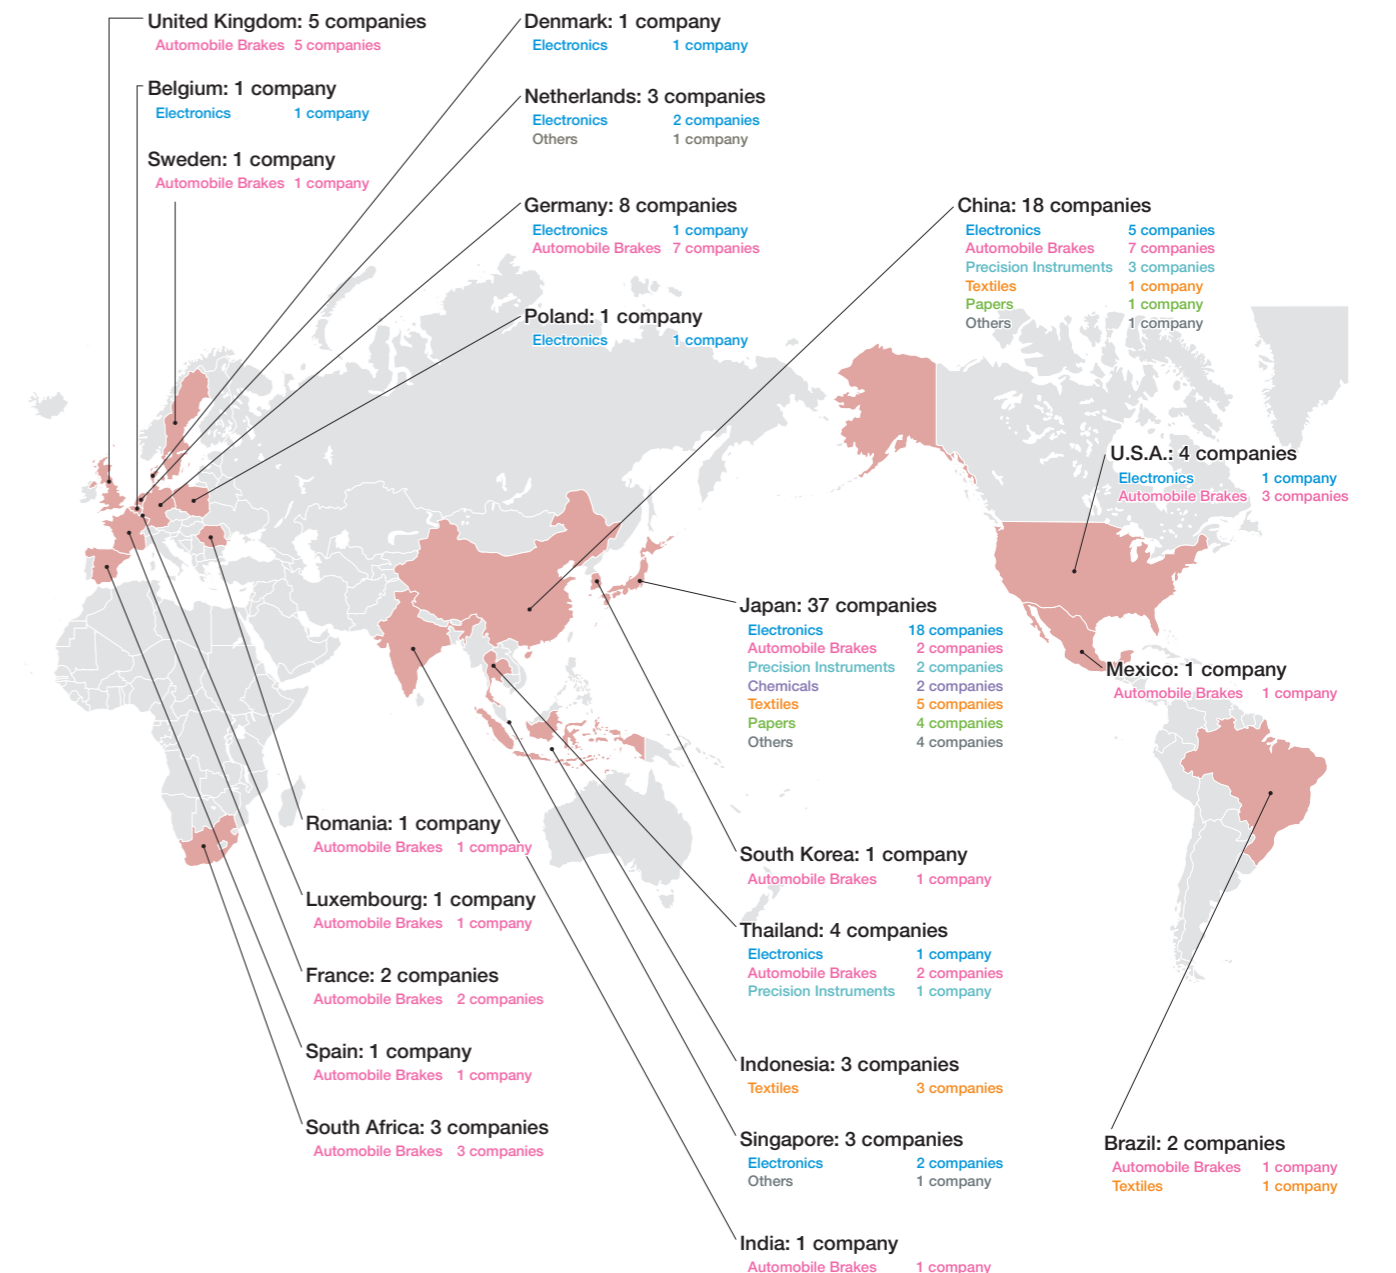 United Kingdom: 5 companies
Automobile Brakes 5 companies
Belgium: 1 company
Electronics 1 company
Sweden: 1 company
Automobile Brakes 1 company
Denmark: 1 company
Electronics 1 company
Netherlands: 3 companies
Electronics 2 companies
Others 1 company
Germany: 8 companies
Electronics 1 company
Automobile Brakes 7 companies
Poland: 1 company
Electronics 1 company
China: 18 companies
Electronics 5 companies
Automobile Brakes 7 companies
Precision Instruments 3 companies
Textiles 1 company
Papers 1 company
Others 1 company
U.S.A.: 4 companies
Electronics 1 company
Automobile Brakes 3 companies
Japan: 37 companies
Electronics 18 companies
Automobile Brakes 2 companies
Precision Instruments 2 companies
Chemicals 2 companies
Textiles 5 companies
Papers 4 companies
Others 4 companies
Mexico: 1 company
Automobile Brakes 1 company
Romania: 1 company
Automobile Brakes 1 company
Luxembourg: 1 company
Automobile Brakes 1 company
France: 2 companies
Automobile Brakes 2 companies
Spain: 1 company
Automobile Brakes 1 company
South Africa: 3 companies
Automobile Brakes 3 companies
South Korea: 1 company
Automobile Brakes 1 company
Thailand: 4 companies
Electronics 1 company
Automobile Brakes 2 companies
Precision Instruments 1 company
Indonesia: 3 companies
Textiles 3 companies
Singapore: 3 companies
Electronics 2 companies
Others 1 company
India: 1 company
Automobile Brakes 1 company
Brazil: 2 companies
Automobile Brakes 1 company
Textiles 1 company